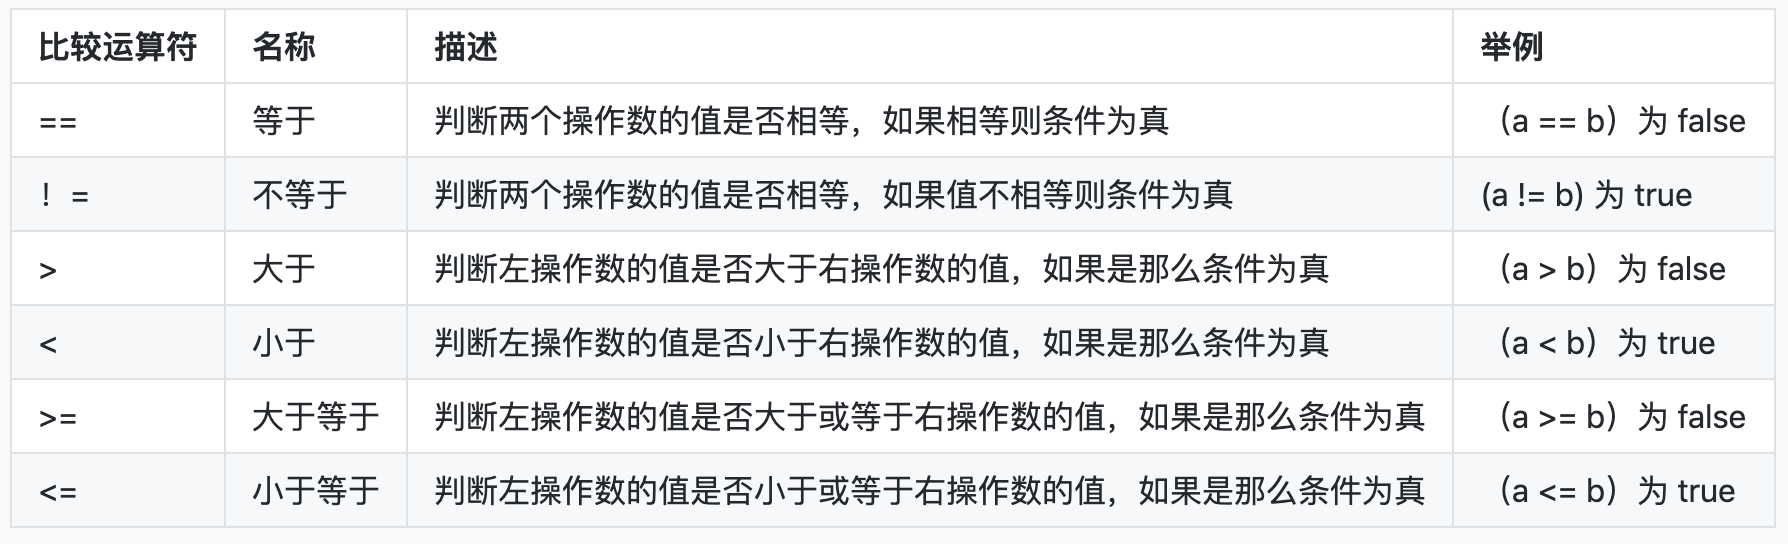 比较运算符 名称 描述 举例
== 等于 判断两个操作数的值是否相等，如果相等则条件为真 （a == b）为 false
！= 不等于 判断两个操作数的值是否相等，如果值不相等则条件为真 (a != b) 为 true
> 大于 判断左操作数的值是否大于右操作数的值，如果是那么条件为真 （a > b）为 false
< 小于 判断左操作数的值是否小于右操作数的值，如果是那么条件为真 （a < b）为 true
>= 大于等于 判断左操作数的值是否大于或等于右操作数的值，如果是那么条件为真 （a >= b）为 false
<= 小于等于 判断左操作数的值是否小于或等于右操作数的值，如果是那么条件为真 （a <= b）为 true